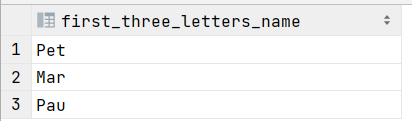 first_three_letters_name
1 Pet
2 Mar
3 Pau